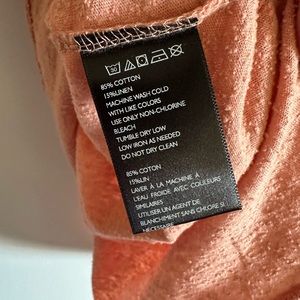 85% COTTON
15%LINEN
MACHINE WASH COLD
WITH LIKE COLORS
USE ONLY NON-CHLORINE
BLEACH
TUMBLE DRY LOW
LOW IRON AS NEEDED
DO NOT DRY CLEAN
85% COTON
15%LIN
LAVER À LA MACHINE À
L'EAU FROIDE AVEC COULEURS
SIMILAIRES
UTILISER UN AGENT DE
BLANCHIMENT SANS CHLORE SI
NÉCESSAIRE